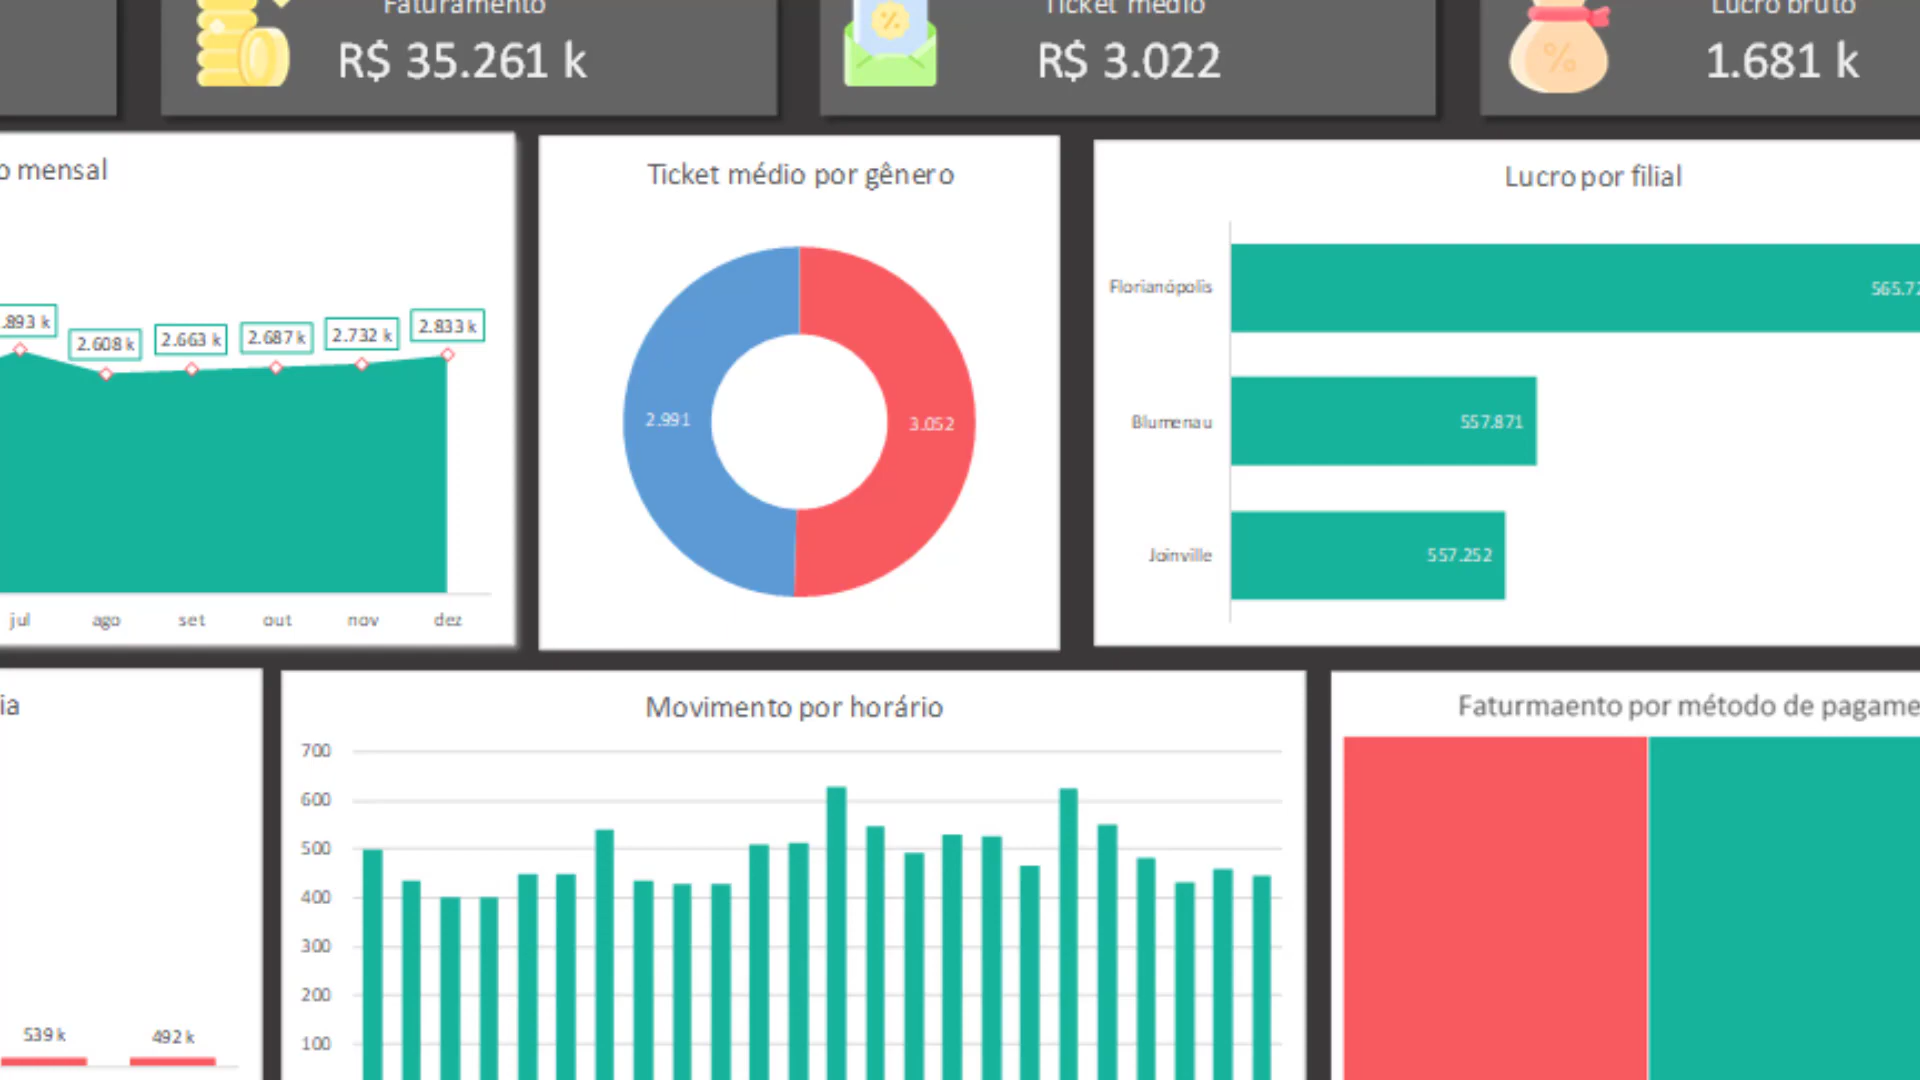 Faturamento
R$ 35.261 k
Ticket médio
R$ 3.022
Lucro bruto
1.681 k
o mensal
.893 k
2.608 k
2.663 k
2.687 k
2.732 k
2.833 k
jul
ago
set
out
nov
dez
Ticket médio por gênero
2.991
3.052
Lucro por filial
Florianópolis
565.72
Blumenau
557.871
Joinville
557.252
ia
539 k
492 k
Movimento por horário
700
600
500
400
300
200
100
Faturmaento por método de pagame